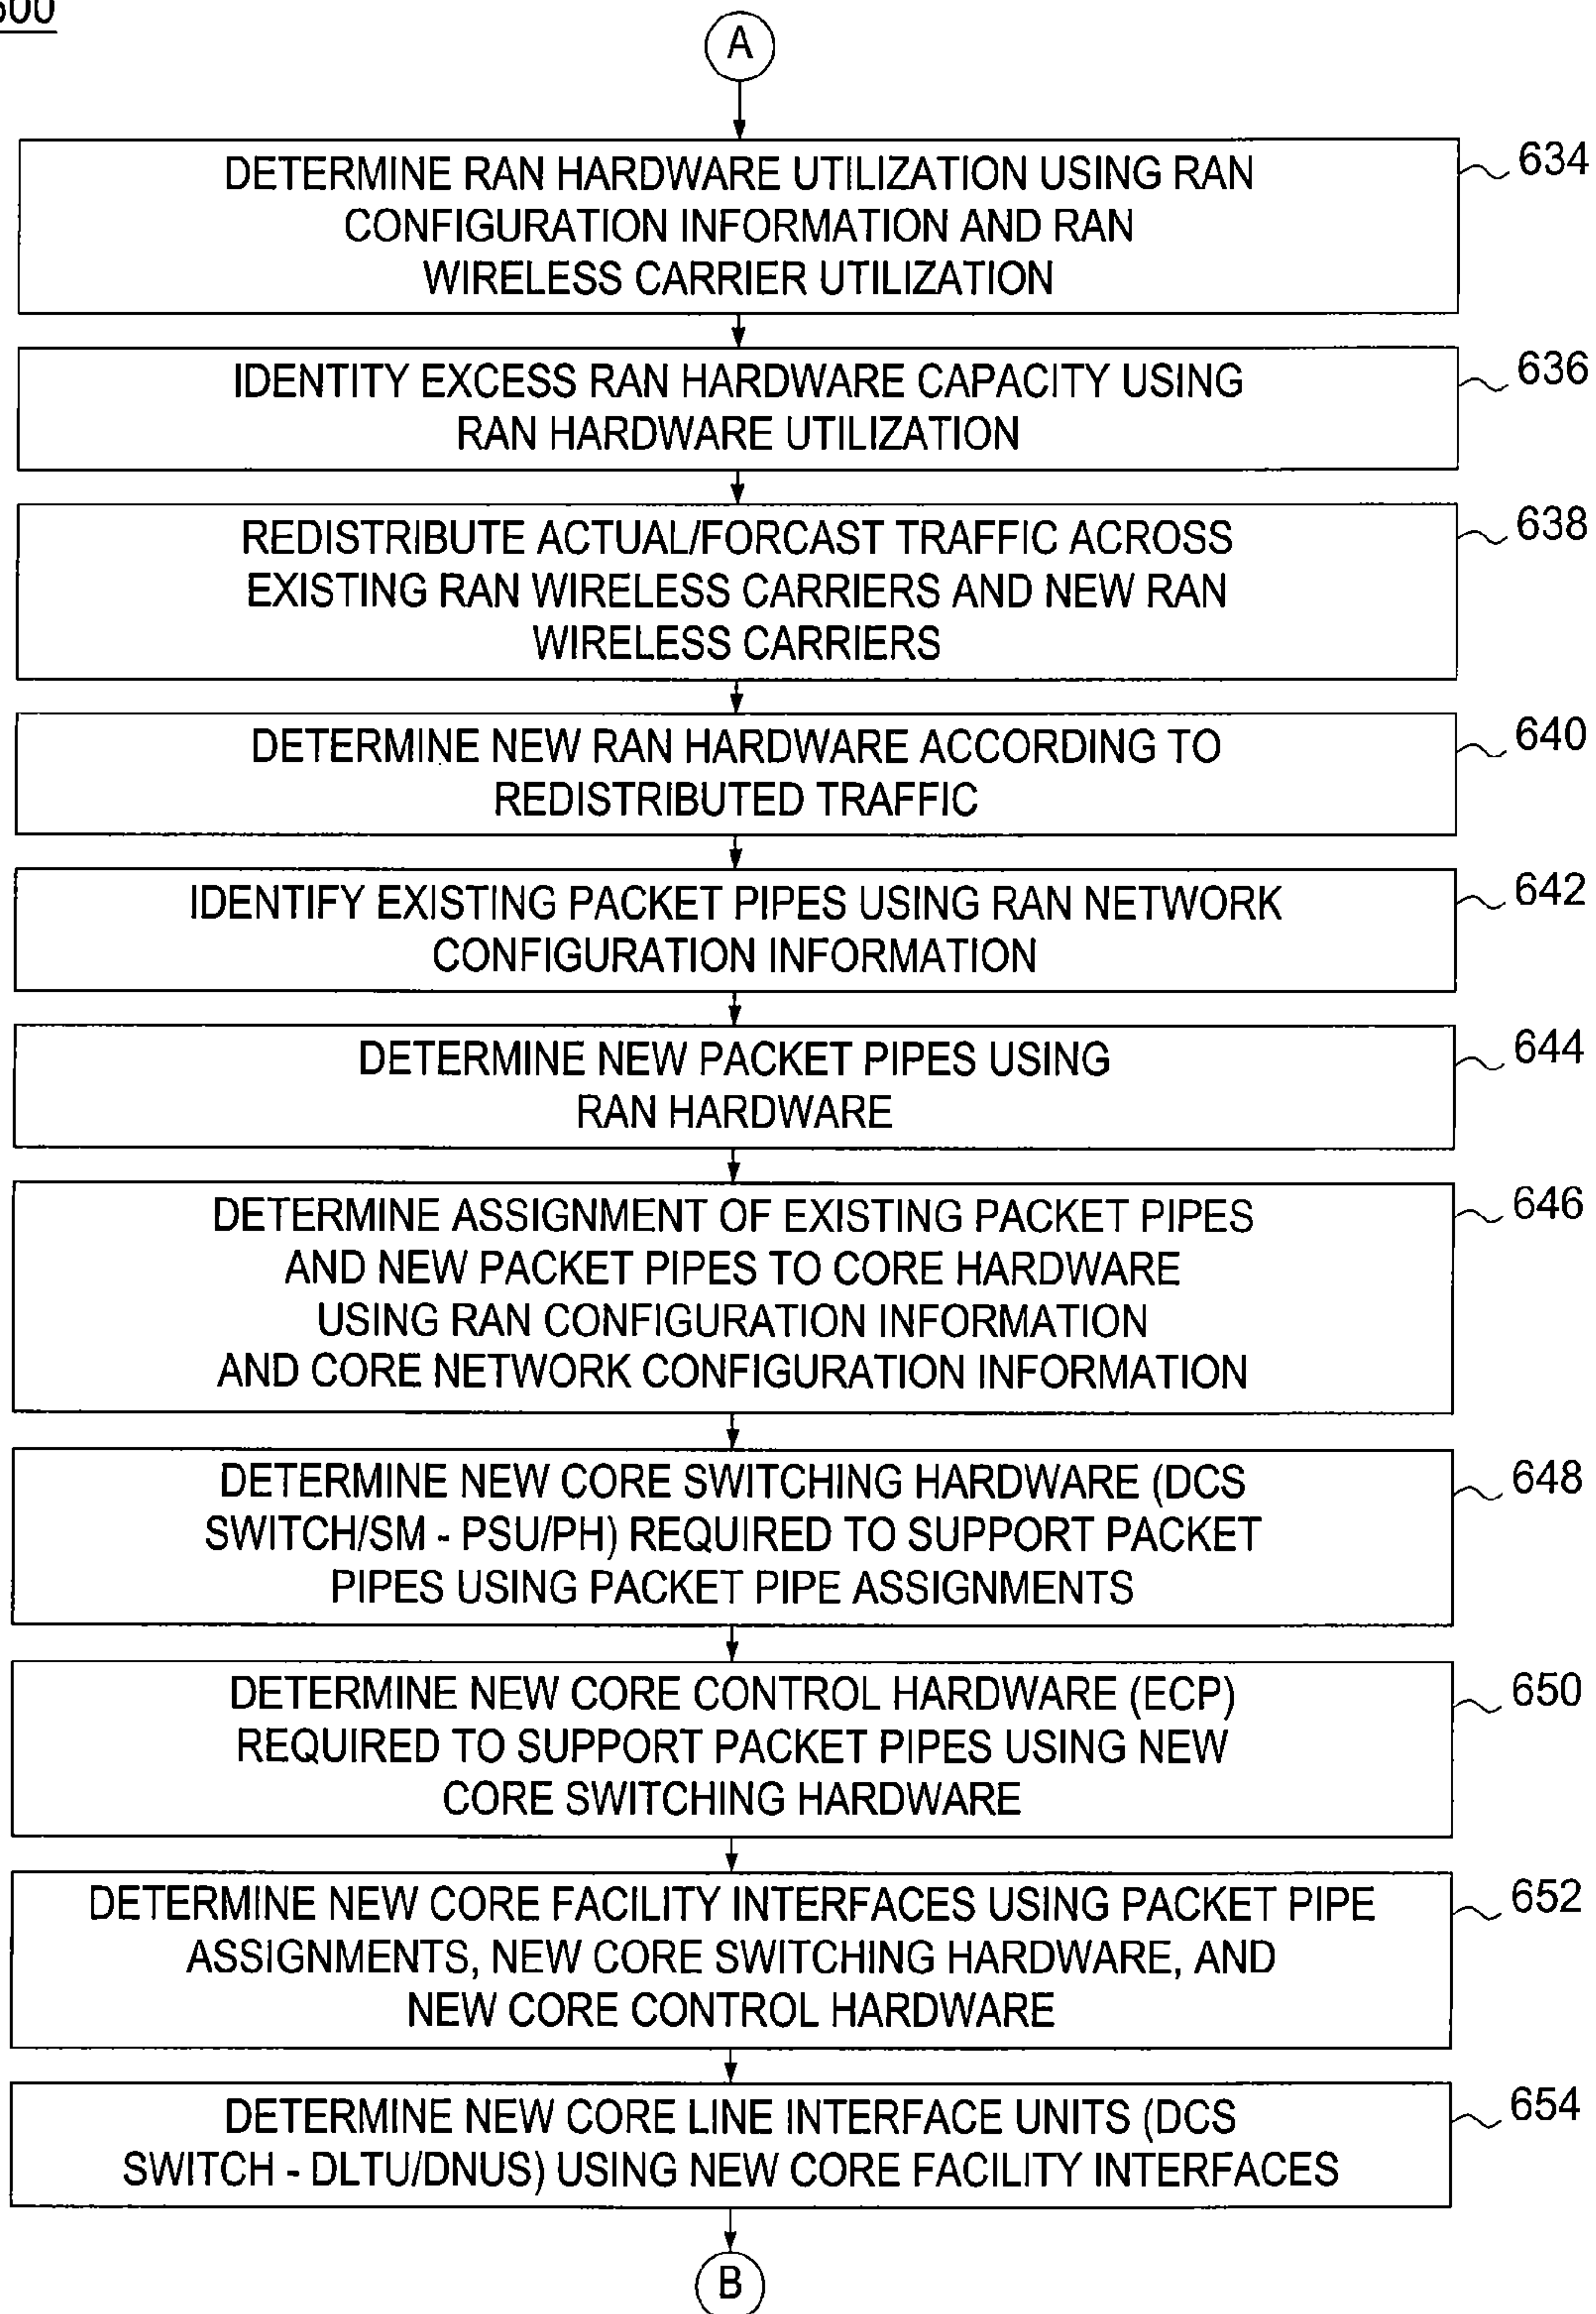 600
A
DETERMINE RAN HARDWARE UTILIZATION USING RAN
CONFIGURATION INFORMATION AND RAN
WIRELESS CARRIER UTILIZATION
634
IDENTITY EXCESS RAN HARDWARE CAPACITY USING
RAN HARDWARE UTILIZATION
636
REDISTRIBUTE ACTUAL/FORCAST TRAFFIC ACROSS
EXISTING RAN WIRELESS CARRIERS AND NEW RAN
WIRELESS CARRIERS
638
DETERMINE NEW RAN HARDWARE ACCORDING TO
REDISTRIBUTED TRAFFIC
640
IDENTIFY EXISTING PACKET PIPES USING RAN NETWORK
CONFIGURATION INFORMATION
642
DETERMINE NEW PACKET PIPES USING
RAN HARDWARE
644
DETERMINE ASSIGNMENT OF EXISTING PACKET PIPES
AND NEW PACKET PIPES TO CORE HARDWARE
USING RAN CONFIGURATION INFORMATION
AND CORE NETWORK CONFIGURATION INFORMATION
646
DETERMINE NEW CORE SWITCHING HARDWARE (DCS
SWITCH/SM - PSU/PH) REQUIRED TO SUPPORT PACKET
PIPES USING PACKET PIPE ASSIGNMENTS
648
DETERMINE NEW CORE CONTROL HARDWARE (ECP)
REQUIRED TO SUPPORT PACKET PIPES USING NEW
CORE SWITCHING HARDWARE
650
DETERMINE NEW CORE FACILITY INTERFACES USING PACKET PIPE
ASSIGNMENTS, NEW CORE SWITCHING HARDWARE, AND
NEW CORE CONTROL HARDWARE
652
DETERMINE NEW CORE LINE INTERFACE UNITS (DCS
SWITCH - DLTU/DNUS) USING NEW CORE FACILITY INTERFACES
654
B